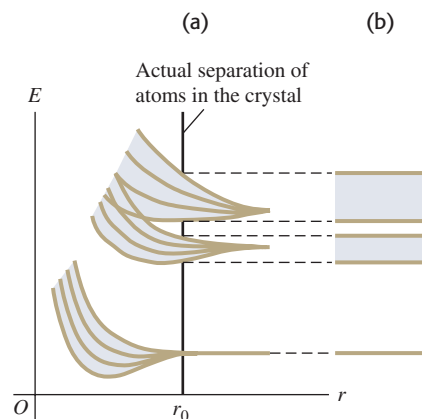 (a)
(b)
Actual separation of
atoms in the crystal
E
O
r₀
r